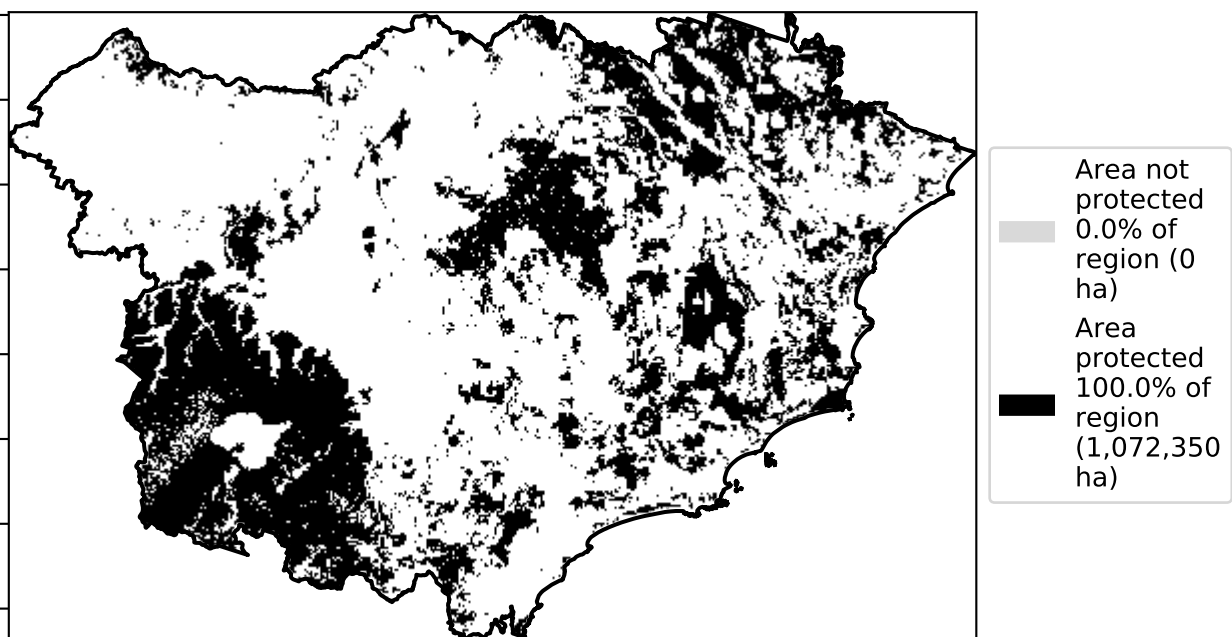 Area not
protected
0.0% of
region (0
ha)
Area
protected
100.0% of
region
(1,072,350
ha)